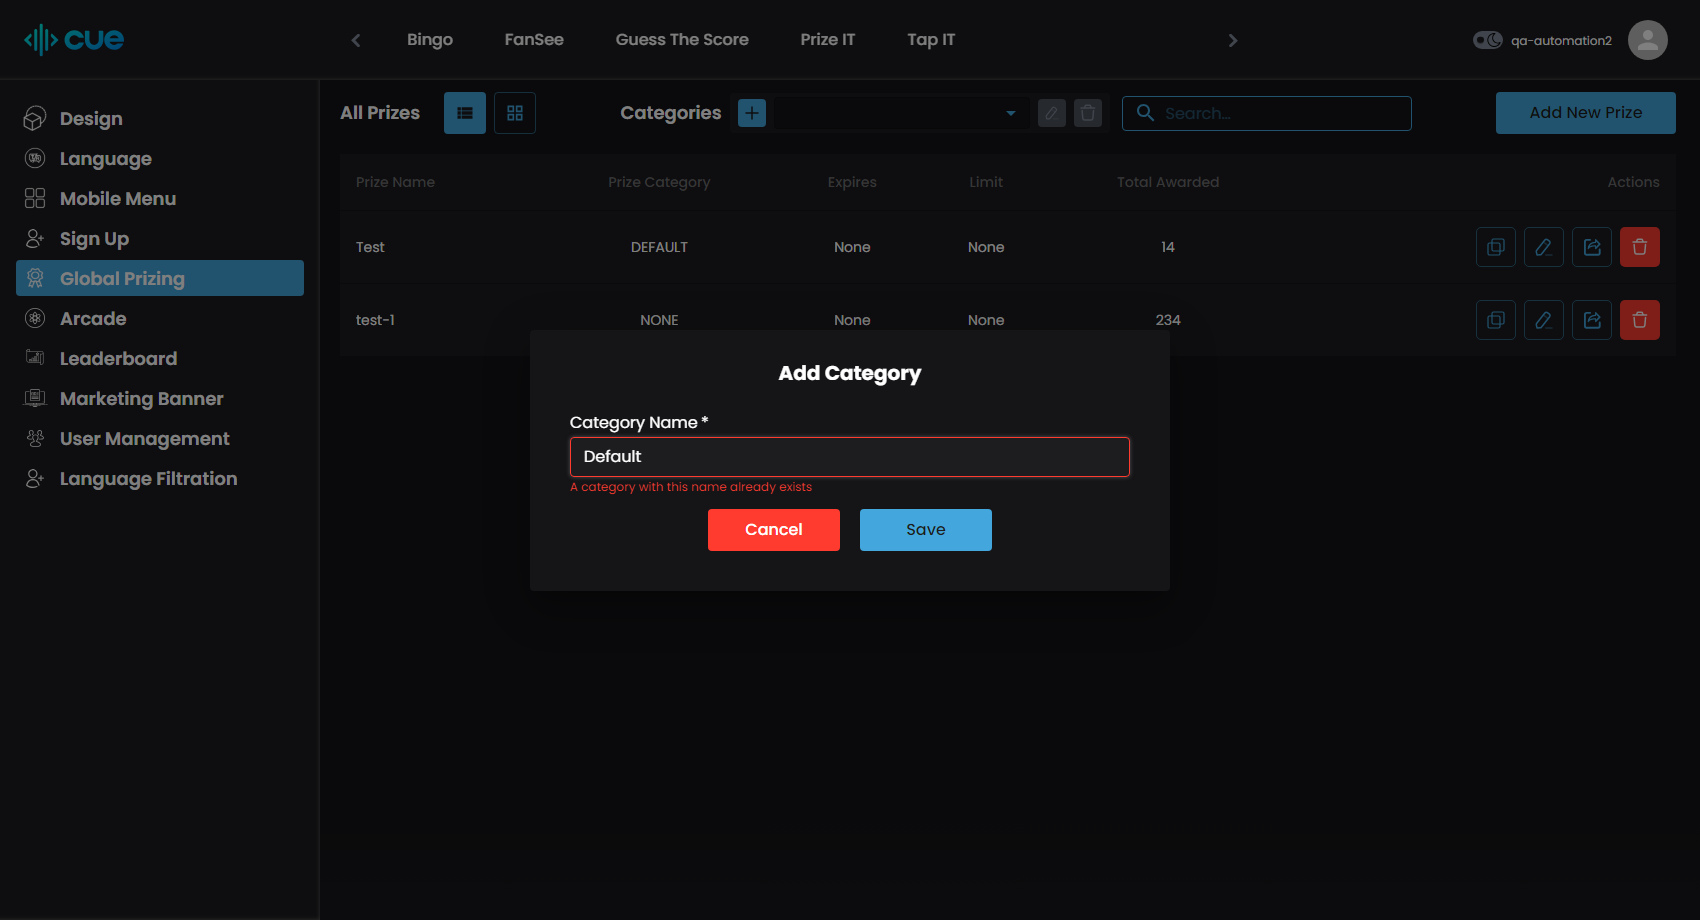 cue
Bingo FanSee Guess The Score Prize IT Tap IT
qa-automation2
Design
Language
Mobile Menu
Sign Up
Global Prizing
Arcade
Leaderboard
Marketing Banner
User Management
Language Filtration
All Prizes Categories Search... Add New Prize
Prize Name Prize Category Expires Limit Total Awarded Actions
Test DEFAULT None None 14
test-1 NONE None None 234
Add Category
Category Name *
Default
A category with this name already exists
Cancel Save